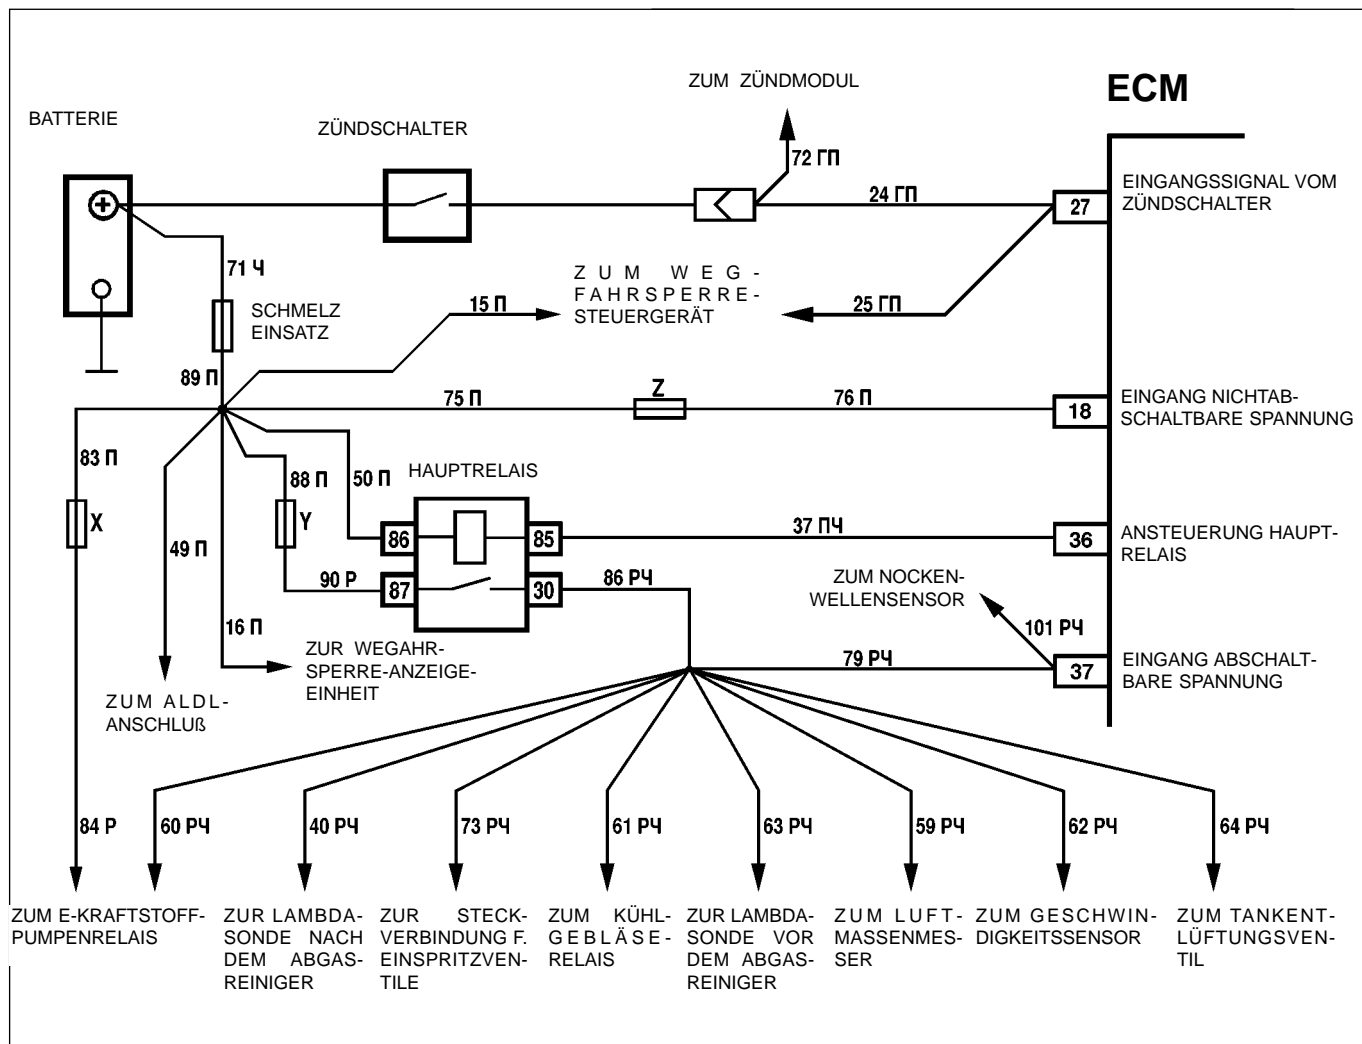 ZUM ZÜNDMODUL
ECM
BATTERIE
ZÜNDSCHALTER
72 ГП
24 ГП
27
EINGANGSSIGNAL VOM
ZÜNDSCHALTER
71 Ч
SCHMELZ
EINSATZ
15 П
ZUM WEG-
FAHRSPERRE-
STEUERGERÄT
25 ГП
89 П
75 П
Z
76 П
18
EINGANG NICHTAB-
SCHALTBARE SPANNUNG
83 П
X
49 П
88 П
Y
50 П
HAUPTRELAIS
86
85
37 ПЧ
36
ANSTEUERUNG HAUPT-
RELAIS
90 Р
87
30
86 РЧ
ZUM NOCKEN-
WELLENSENSOR
101 РЧ
16 П
ZUR WEGAHR-
SPERRE-ANZEIGE-
EINHEIT
79 РЧ
37
EINGANG ABSCHALT-
BARE SPANNUNG
ZUM ALDL-
ANSCHLUß
84 Р
60 РЧ
40 РЧ
73 РЧ
61 РЧ
63 РЧ
59 РЧ
62 РЧ
64 РЧ
ZUM E-KRAFTSTOFF-
PUMPENRELAIS
ZUR LAMBDA-
SONDE NACH
DEM ABGAS-
REINIGER
ZUR STECK-
VERBINDUNG F.
EINSPRITZVEN-
TILE
ZUM KÜHL-
GEBLÄSE-
RELAIS
ZUR LAMBDA-
SONDE VOR
DEM ABGAS-
REINIGER
ZUM LUFT-
MASSENMES-
SER
ZUM GESCHWIN-
DIGKEITSSENSOR
ZUM TANKENT-
LÜFTUNGSVEN-
TIL